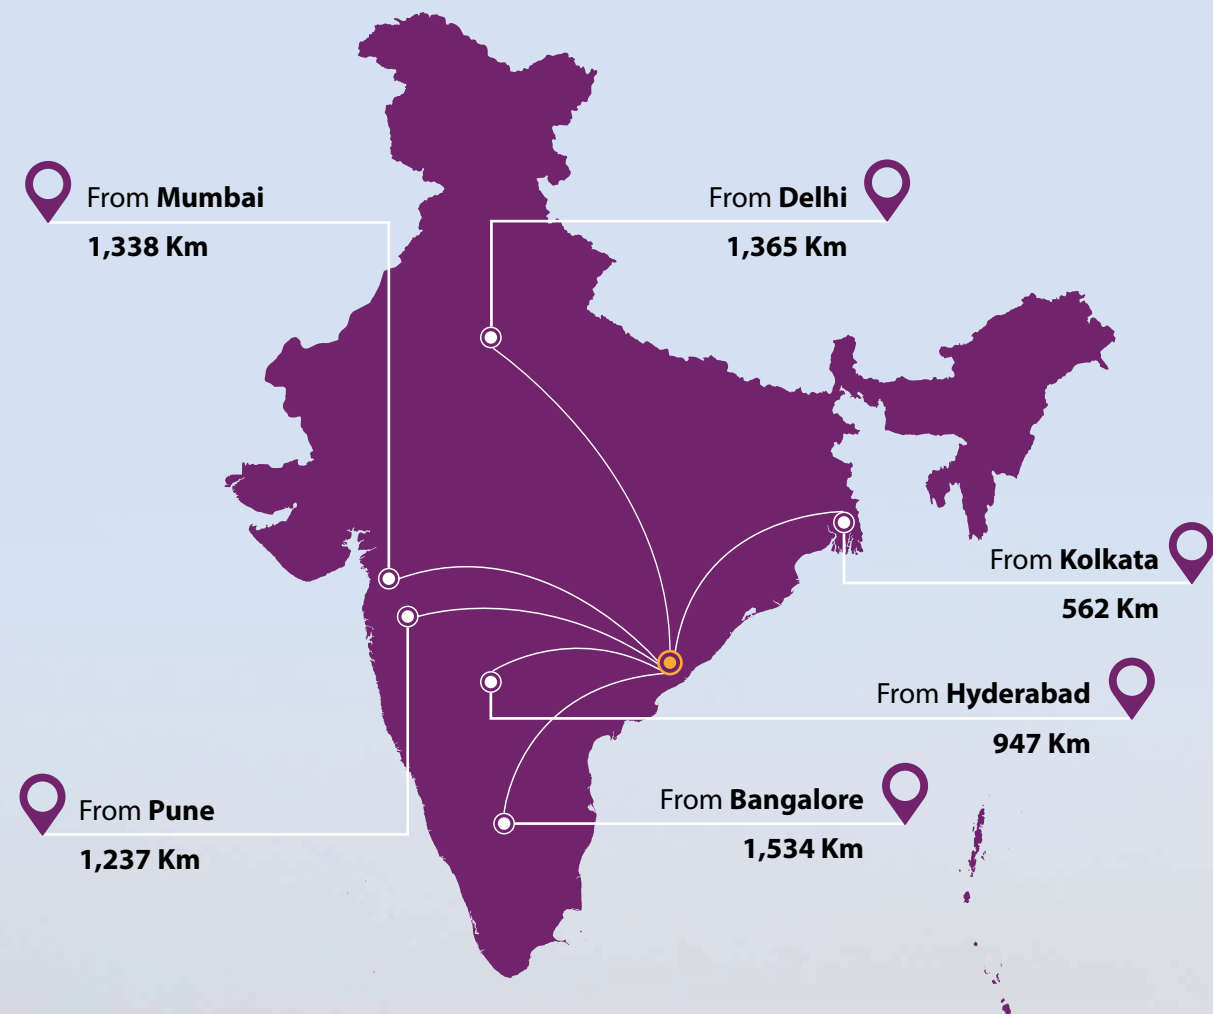 From Mumbai
1,338 Km
From Delhi
1,365 Km
From Kolkata
562 Km
From Hyderabad
947 Km
From Bangalore
1,534 Km
From Pune
1,237 Km